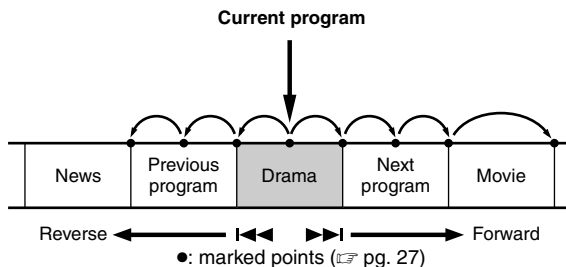 Current program
News
Previous
program
Drama
Next
program
Movie
Reverse
Forward
●: marked points (☞ pg. 27)